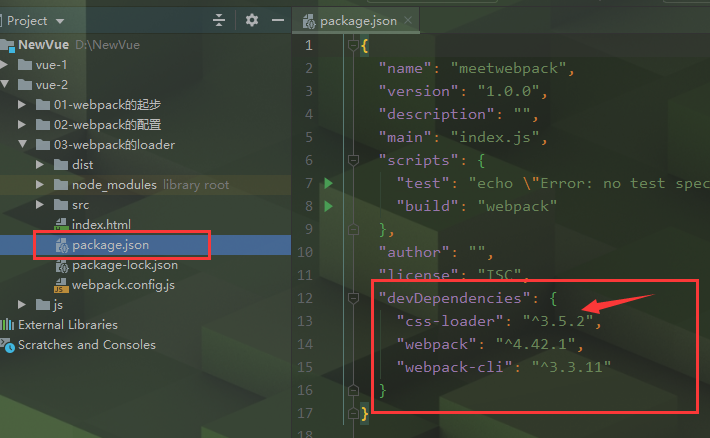 Project
package.json
NewVue D:\NewVue
vue-1
vue-2
01-webpack的起步
02-webpack的配置
03-webpack的loader
dist
node_modules library root
src
index.html
package.json
package-lock.json
webpack.config.js
js
External Libraries
Scratches and Consoles
1 {
2 "name": "meetwebpack",
3 "version": "1.0.0",
4 "description": "",
5 "main": "index.js",
6 "scripts": {
7 "test": "echo \"Error: no test spec
8 "build": "webpack"
9 },
10 "author": "",
11 "license": "ISC",
12 "devDependencies": {
13 "css-loader": "^3.5.2",
14 "webpack": "^4.42.1",
15 "webpack-cli": "^3.3.11"
16 }
17 }
18